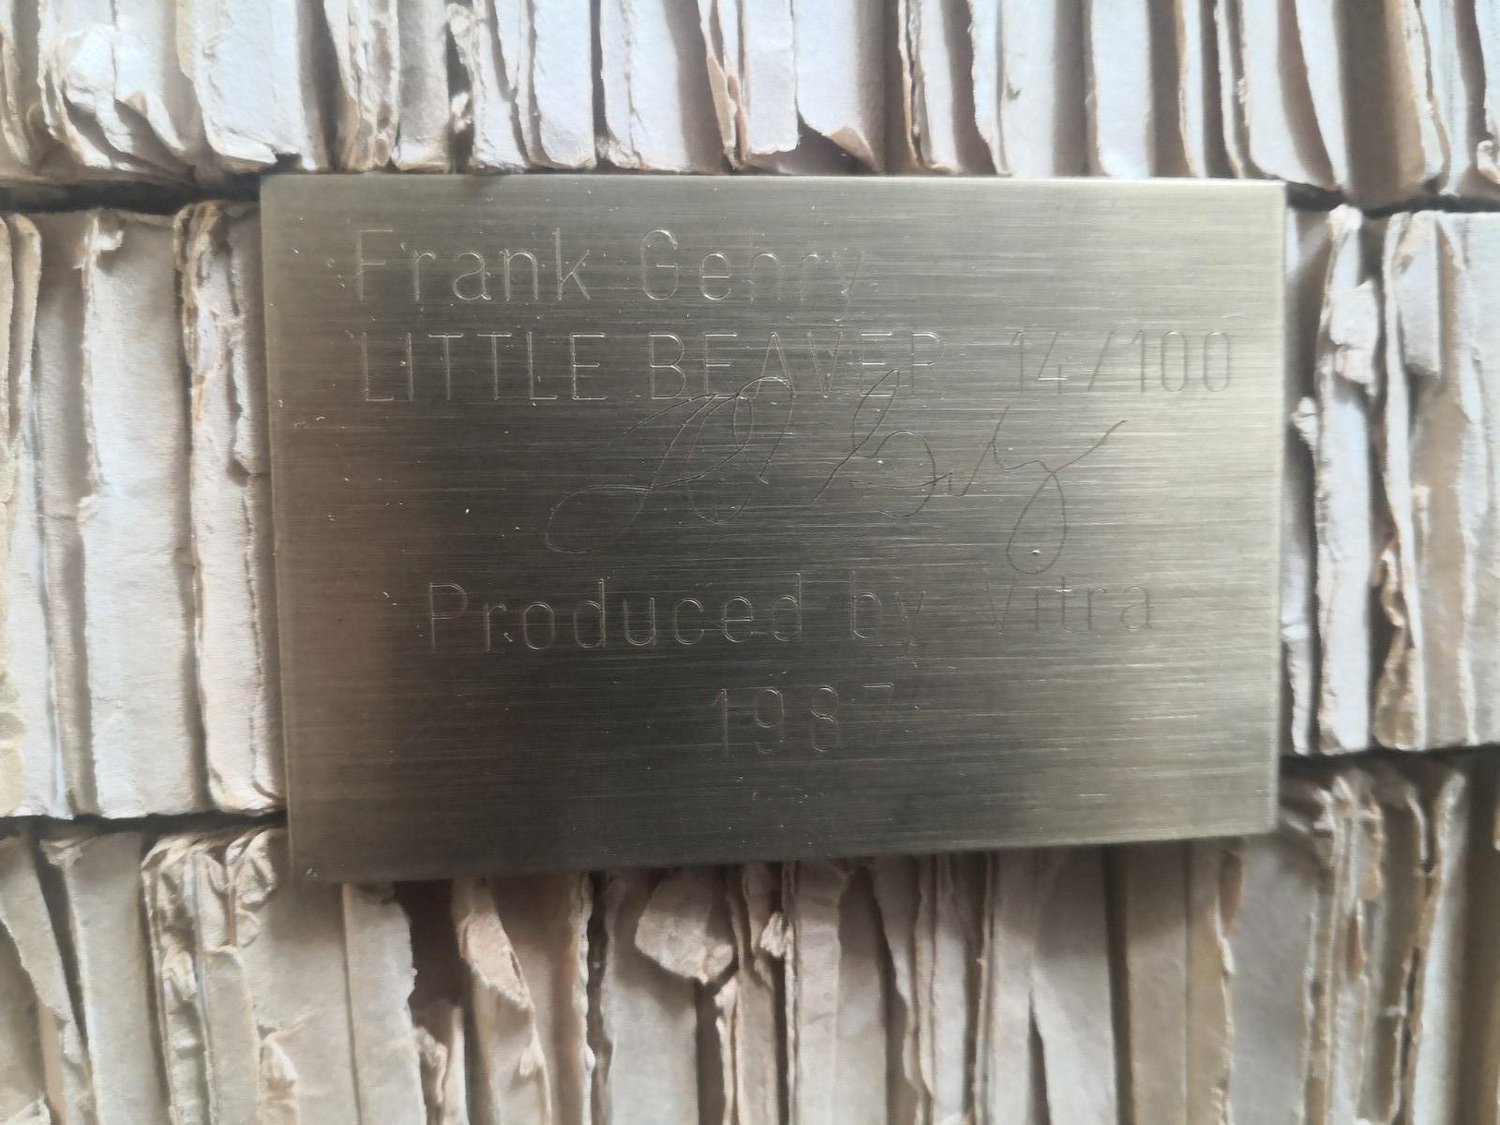 Frank Gehry
LITTLE BEAVER 14/100
Produced by Vitra
1987